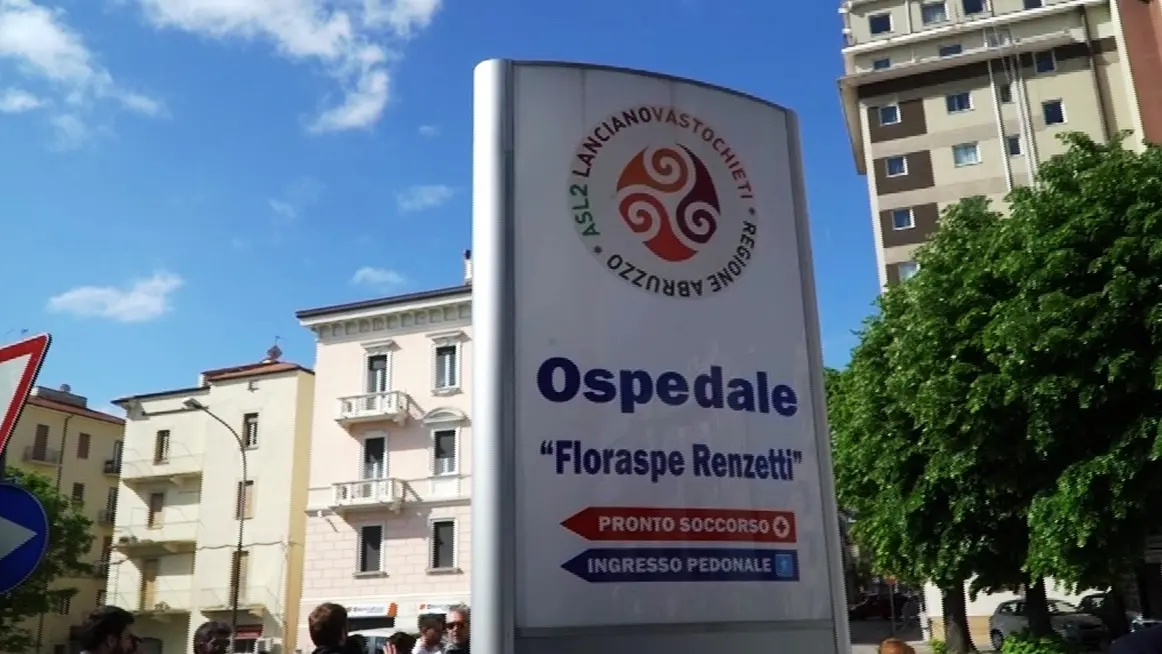 ASL2 LANCIANOVASTOCHIETI * REGIONE ABRUZZO *
Ospedale
"Floraspe Renzetti"
PRONTO SOCCORSO
INGRESSO PEDONALE